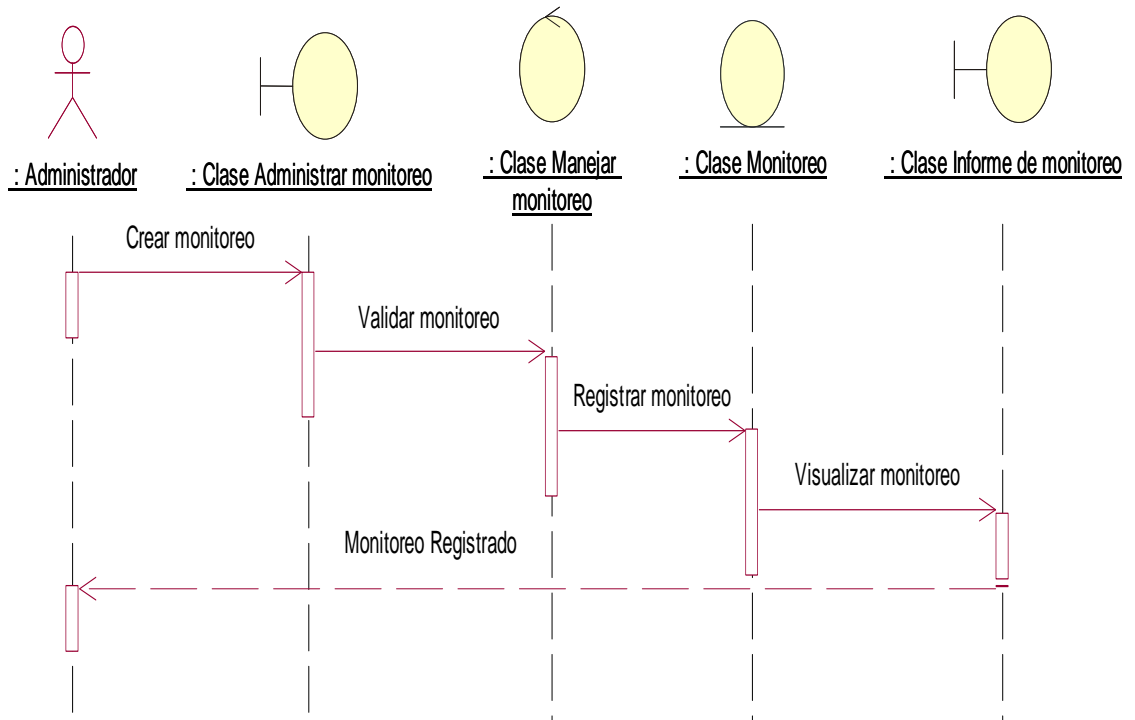 : Administrador
: Clase Administrar monitoreo
: Clase Manejar
monitoreo
: Clase Monitoreo
: Clase Informe de monitoreo
Crear monitoreo
Validar monitoreo
Registrar monitoreo
Visualizar monitoreo
Monitoreo Registrado